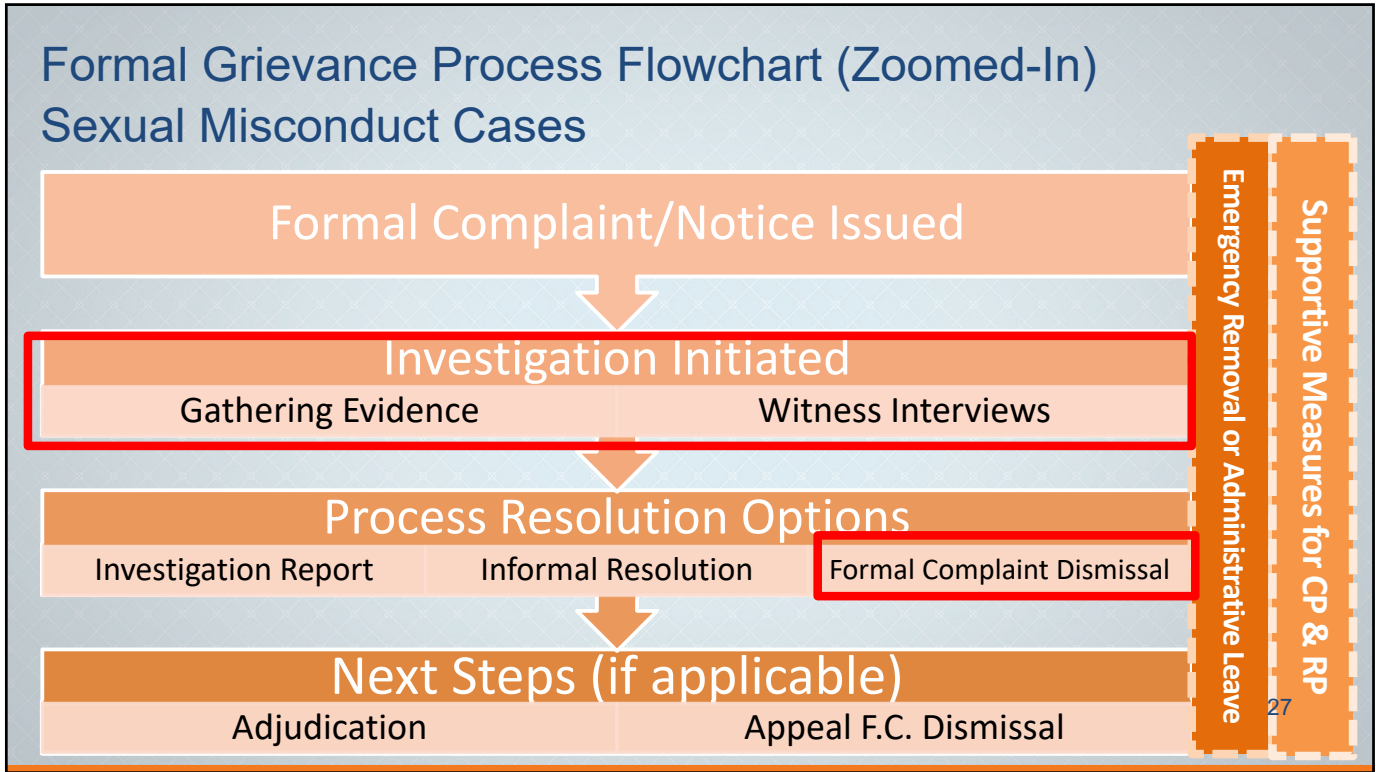 Formal Grievance Process Flowchart (Zoomed-In)
Sexual Misconduct Cases
Formal Complaint/Notice Issued
Investigation Initiated
Gathering Evidence
Witness Interviews
Process Resolution Options
Investigation Report
Informal Resolution
Formal Complaint Dismissal
Next Steps (if applicable)
Adjudication
Appeal F.C. Dismissal
Emergency Removal or Administrative Leave
Supportive Measures for CP & RP
27